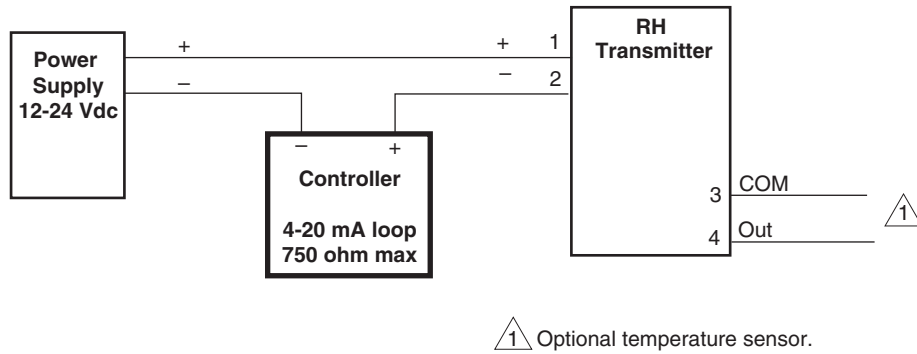 Power
Supply
12-24 Vdc
+
–
+
–
1
2
RH
Transmitter
–
+
Controller
4-20 mA loop
750 ohm max
3
COM
4
Out
1
1 Optional temperature sensor.